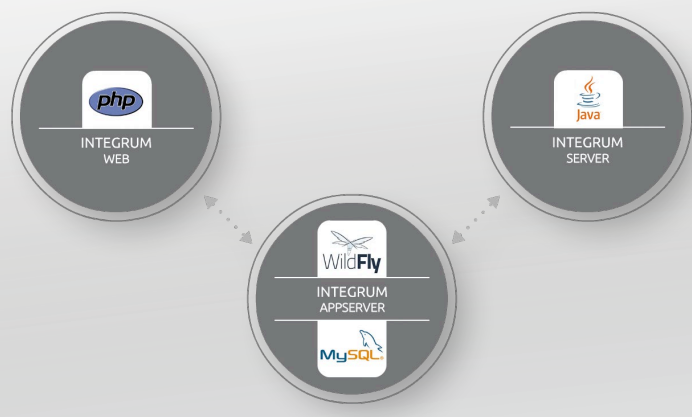 php
INTEGRUM
WEB
Java
INTEGRUM
SERVER
WildFly
INTEGRUM
APPSERVER
MySQL®